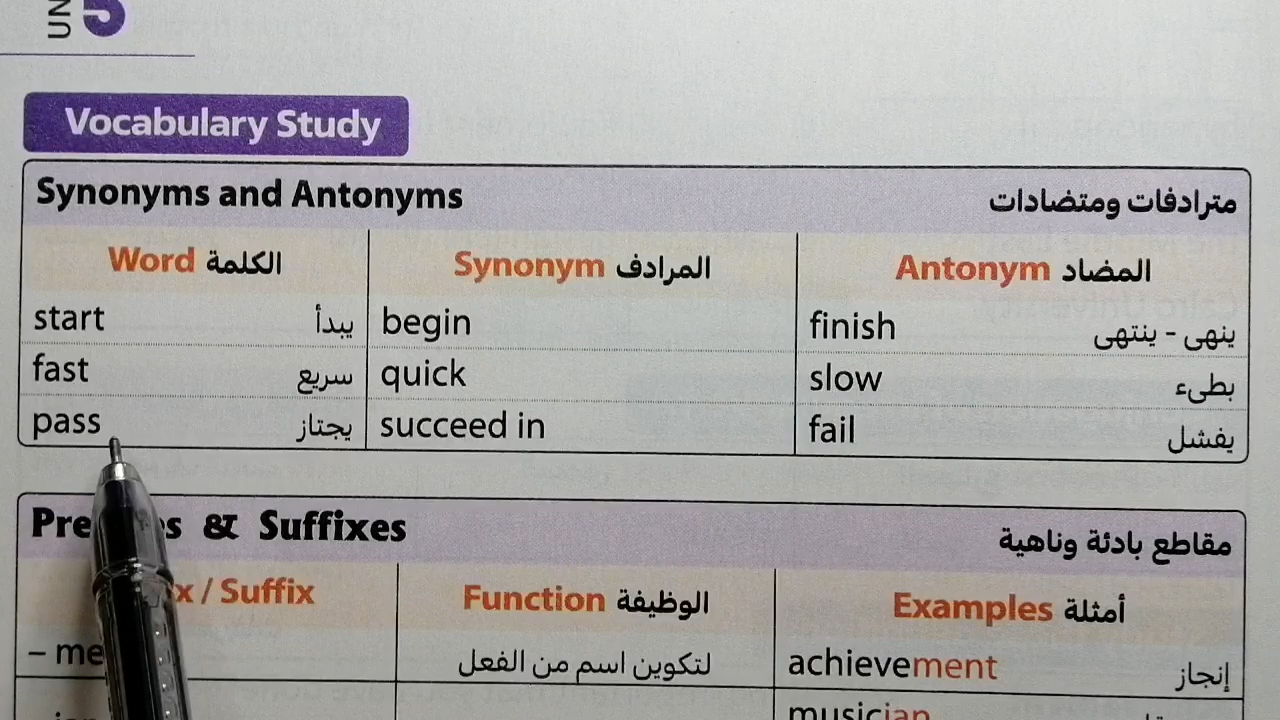 5
Vocabulary Study
Synonyms and Antonyms مترادفات ومتضادات
Word الكلمة Synonym المرادف Antonym المضاد
start يبدأ begin finish ينهى - ينتهى
fast سريع quick slow بطىء
pass يجتاز succeed in fail يفشل
& Suffixes مقاطع بادئة وناهية
/ Suffix Function الوظيفة Examples أمثلة
لتكوين اسم من الفعل achievement إنجاز
musician